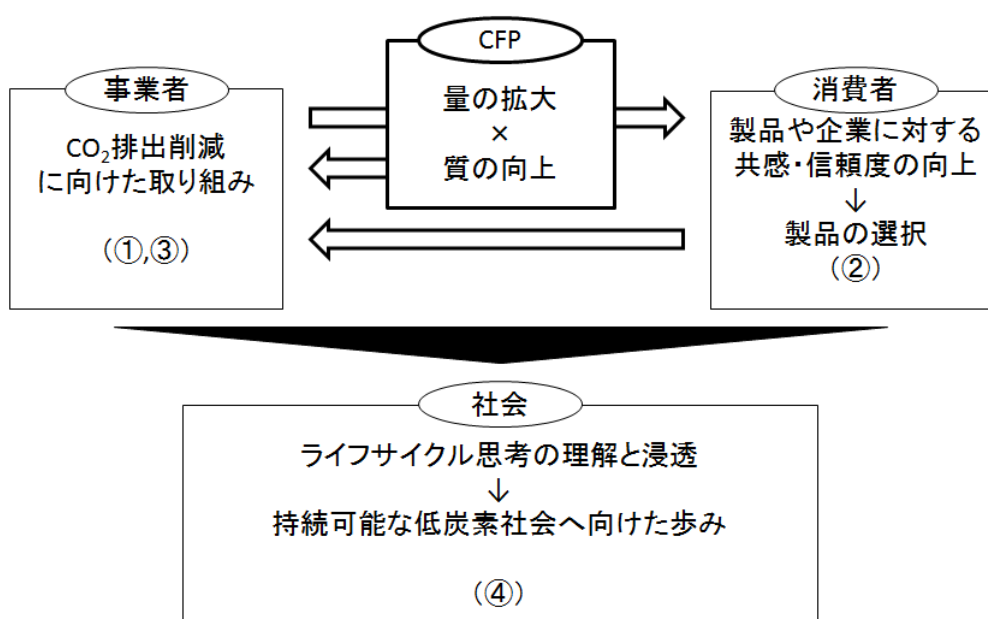 CFP
量の拡大
×
質の向上
事業者
CO₂排出削減
に向けた取り組み
(①,③)
消費者
製品や企業に対する
共感・信頼度の向上
↓
製品の選択
(②)
社会
ライフサイクル思考の理解と浸透
↓
持続可能な低炭素社会へ向けた歩み
(④)